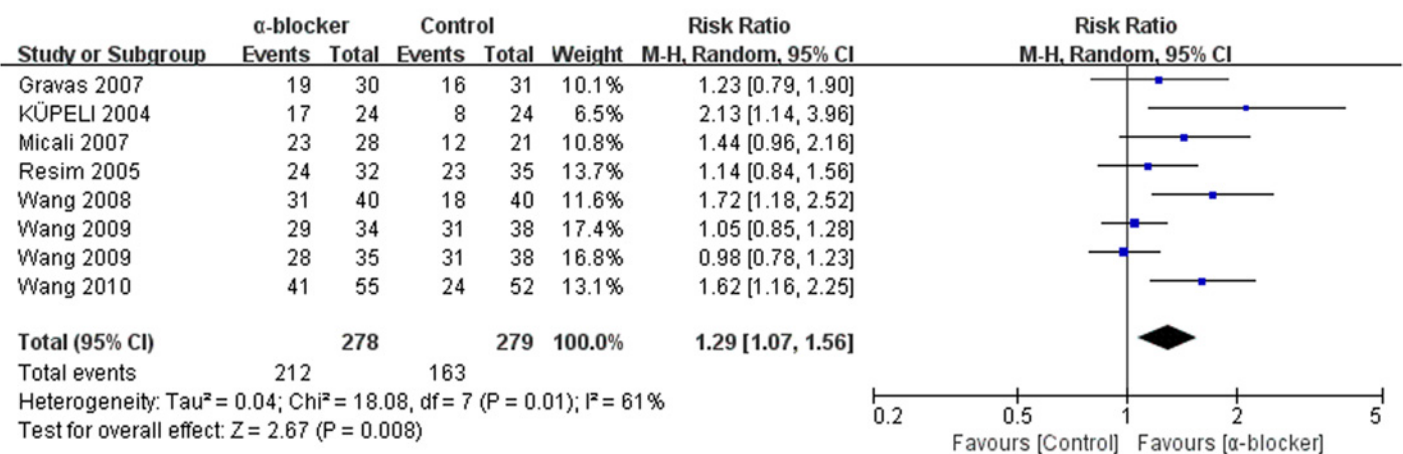 α-blocker Control Risk Ratio Risk Ratio
Study or Subgroup Events Total Events Total Weight M-H, Random, 95% CI M-H, Random, 95% CI
Gravas 2007 19 30 16 31 10.1% 1.23 [0.79, 1.90]
KÜPELI 2004 17 24 8 24 6.5% 2.13 [1.14, 3.96]
Micali 2007 23 28 12 21 10.8% 1.44 [0.96, 2.16]
Resim 2005 24 32 23 35 13.7% 1.14 [0.84, 1.56]
Wang 2008 31 40 18 40 11.6% 1.72 [1.18, 2.52]
Wang 2009 29 34 31 38 17.4% 1.05 [0.85, 1.28]
Wang 2009 28 35 31 38 16.8% 0.98 [0.78, 1.23]
Wang 2010 41 55 24 52 13.1% 1.62 [1.16, 2.25]
Total (95% CI) 278 279 100.0% 1.29 [1.07, 1.56]
Total events 212 163
Heterogeneity: Tau² = 0.04; Chi² = 18.08, df = 7 (P = 0.01); I² = 61%
Test for overall effect: Z = 2.67 (P = 0.008)
0.2 0.5 1 2 5
Favours [Control] Favours [α-blocker]